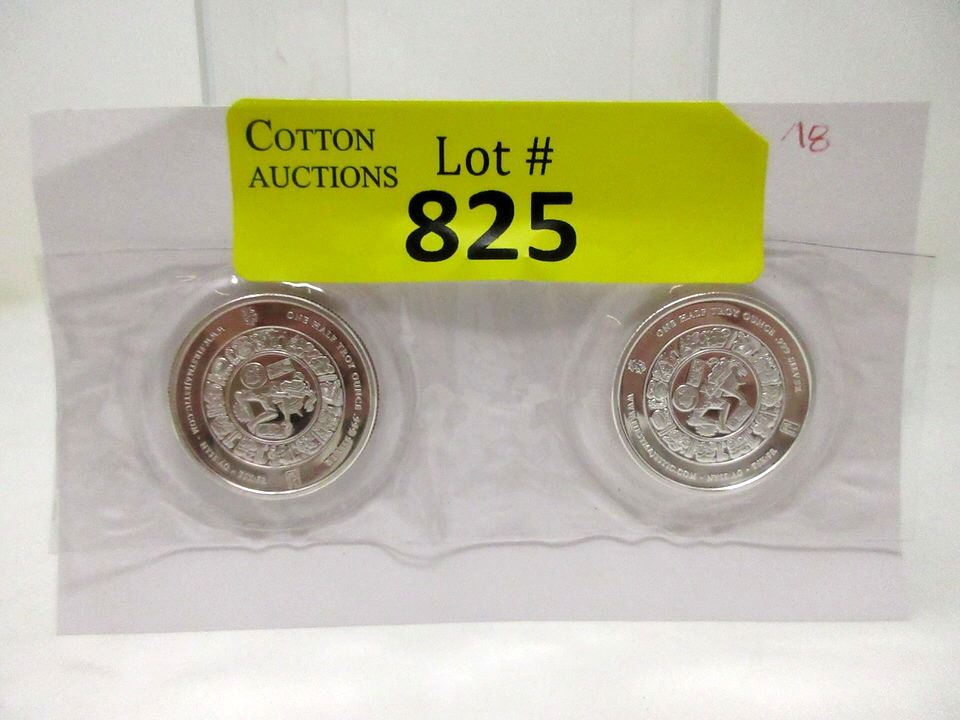 COTTON
AUCTIONS
Lot #
825
18
ONE HALF TROY OUNCE .999 SILVER
ONE HALF TROY OUNCE .999 SILVER